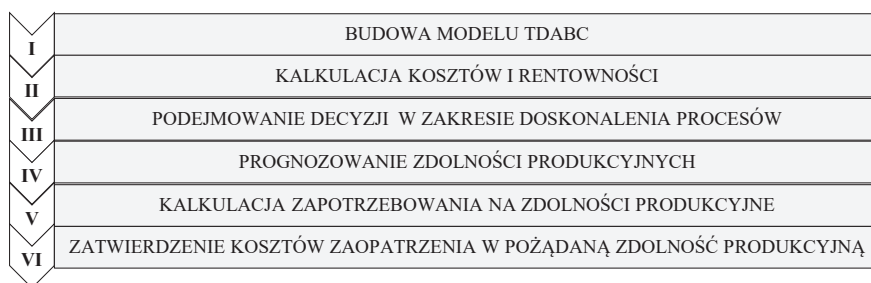 I BUDOWA MODELU TDABC
II KALKULACJA KOSZTÓW I RENTOWNOŚCI
III PODEJMOWANIE DECYZJI W ZAKRESIE DOSKONALENIA PROCESÓW
IV PROGNOZOWANIE ZDOLNOŚCI PRODUKCYJNYCH
V KALKULACJA ZAPOTRZEBOWANIA NA ZDOLNOŚCI PRODUKCYJNE
VI ZATWIERDZENIE KOSZTÓW ZAOPATRZENIA W POŻĄDANĄ ZDOLNOŚĆ PRODUKCYJNĄ